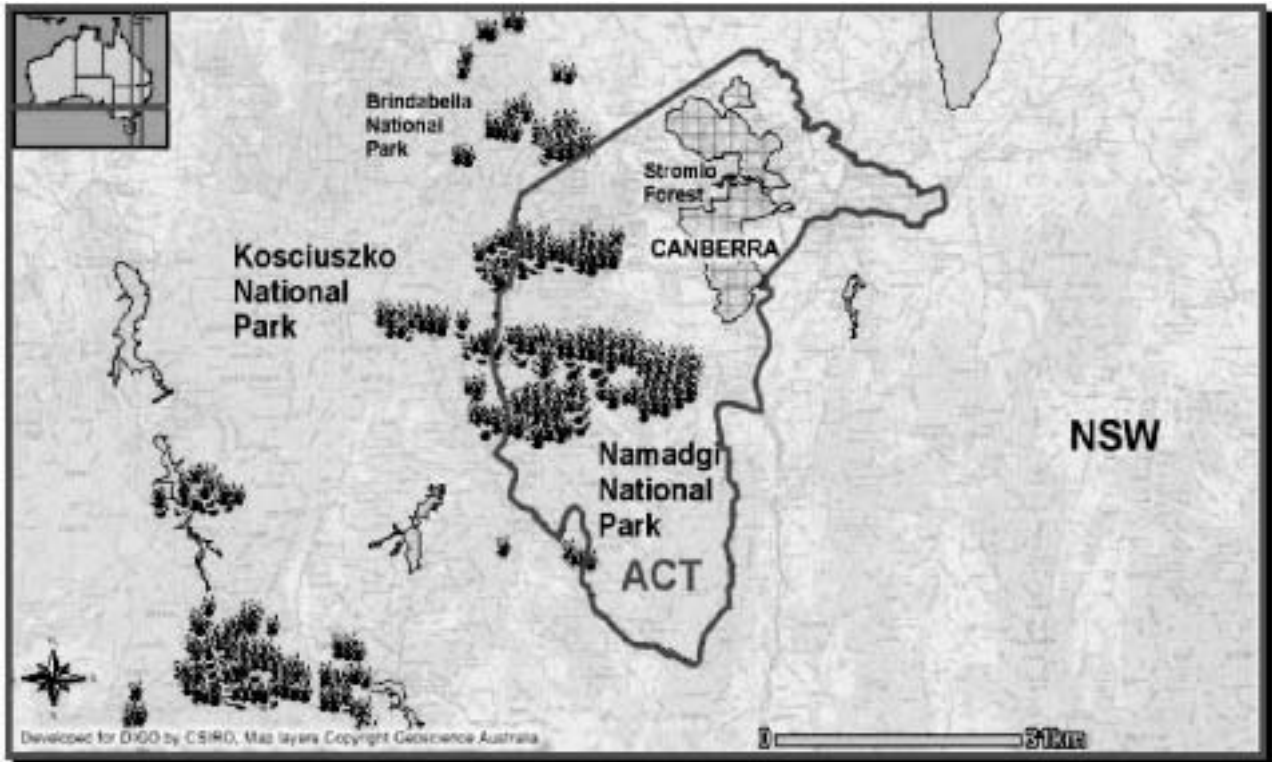 Brindabella
National
Park
Stromlo
Forest
CANBERRA
Kosciuszko
National
Park
NSW
Namadgi
National
Park
ACT
Developed for DIGO by CSIRO, Map layers Copyright Geoscience Australia
0 31km